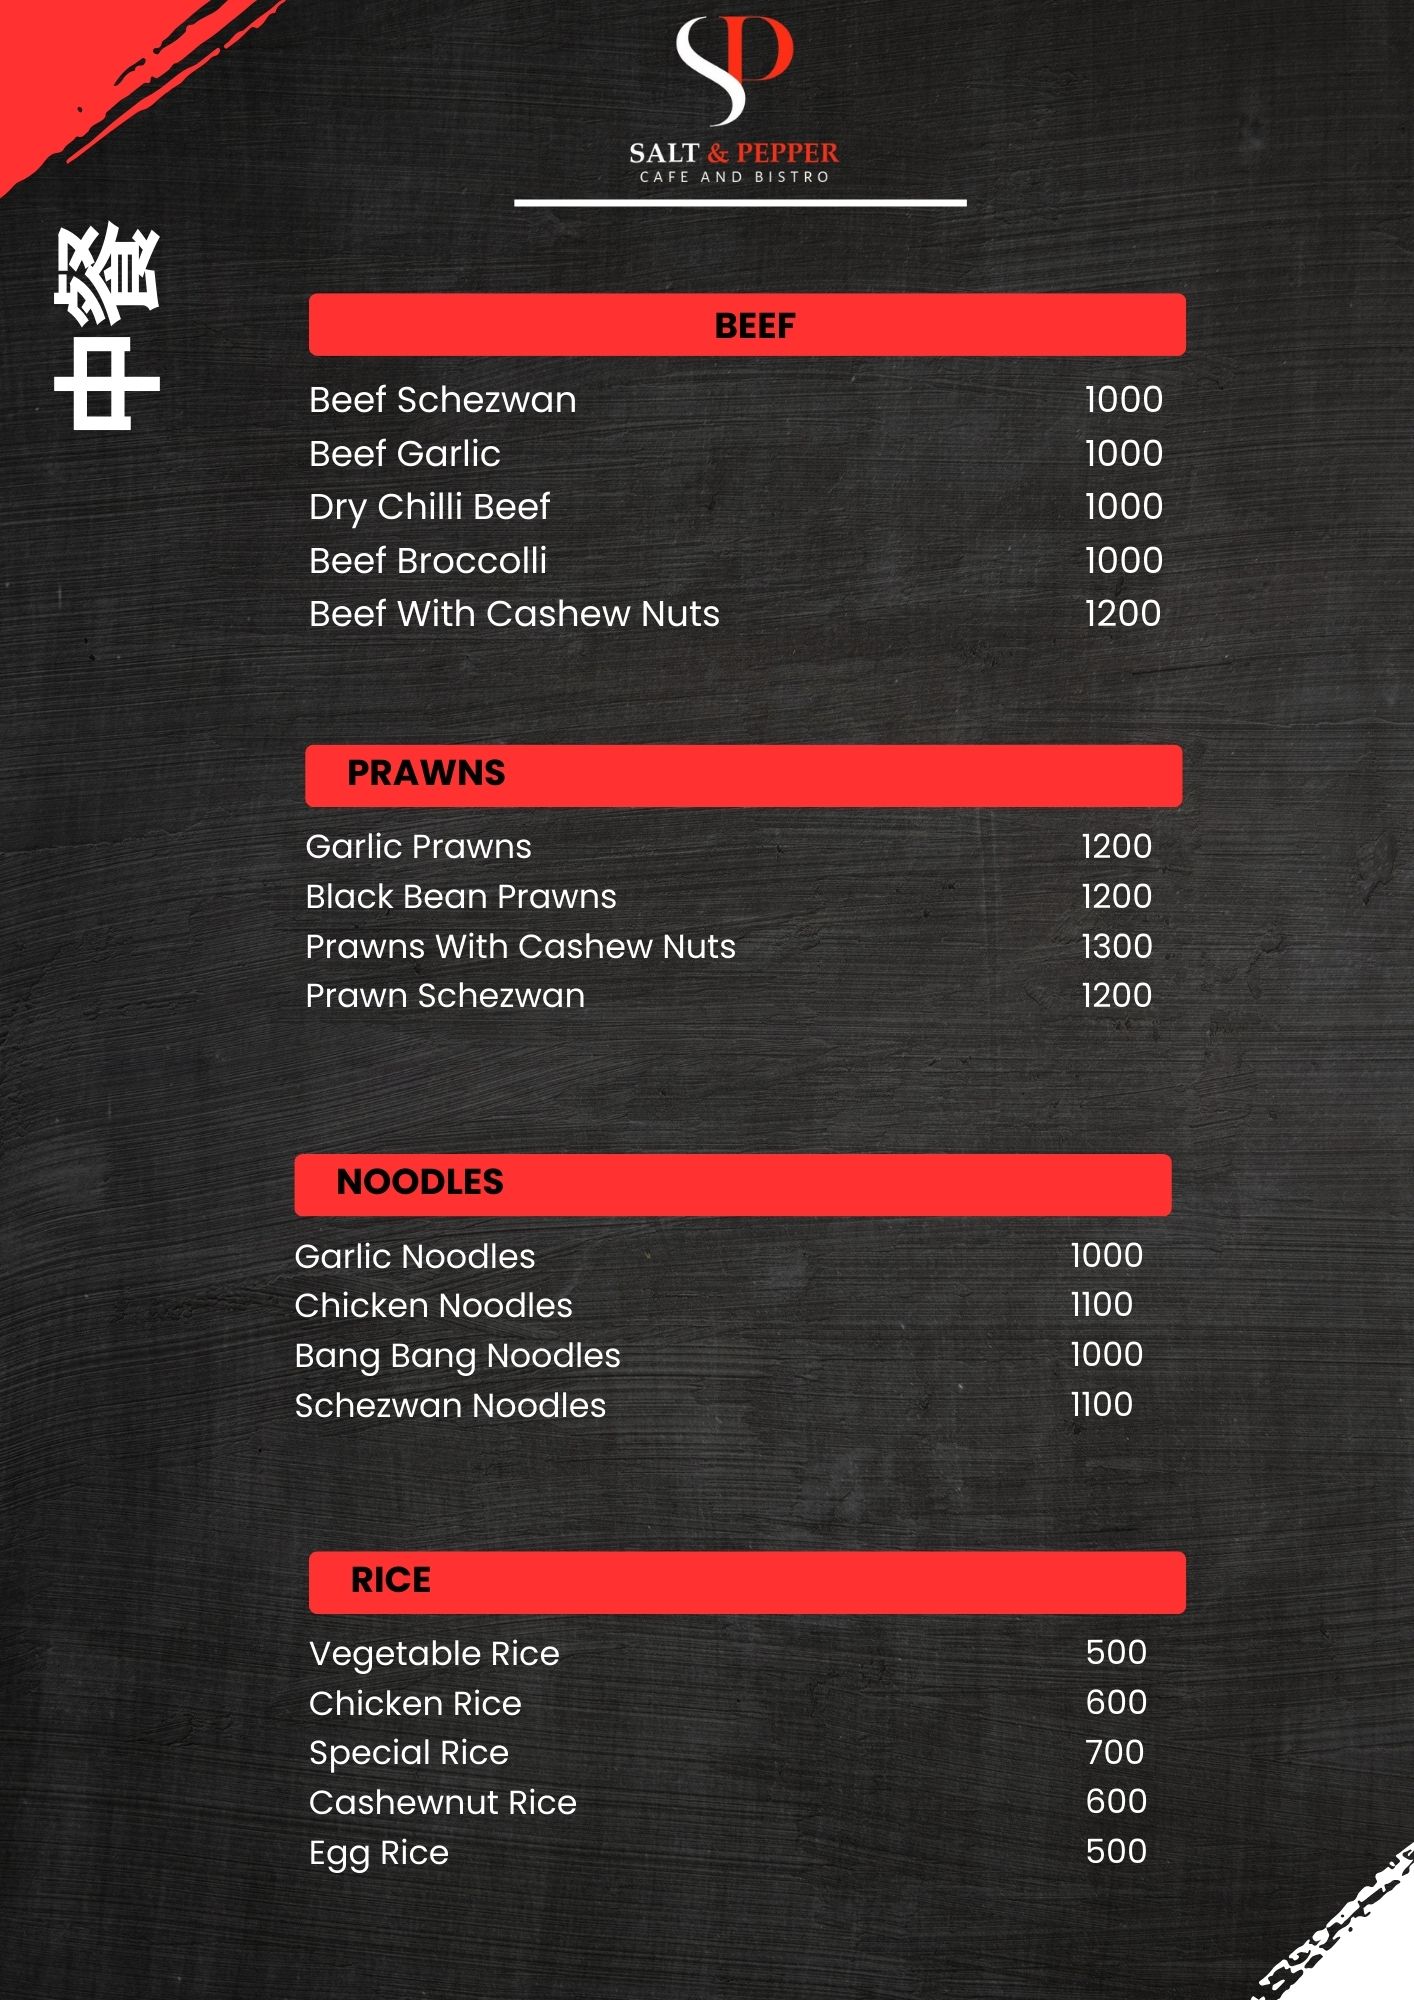 SP
SALT & PEPPER
CAFE AND BISTRO
中餐
BEEF
Beef Schezwan 1000
Beef Garlic 1000
Dry Chilli Beef 1000
Beef Broccolli 1000
Beef With Cashew Nuts 1200
PRAWNS
Garlic Prawns 1200
Black Bean Prawns 1200
Prawns With Cashew Nuts 1300
Prawn Schezwan 1200
NOODLES
Garlic Noodles 1000
Chicken Noodles 1100
Bang Bang Noodles 1000
Schezwan Noodles 1100
RICE
Vegetable Rice 500
Chicken Rice 600
Special Rice 700
Cashewnut Rice 600
Egg Rice 500